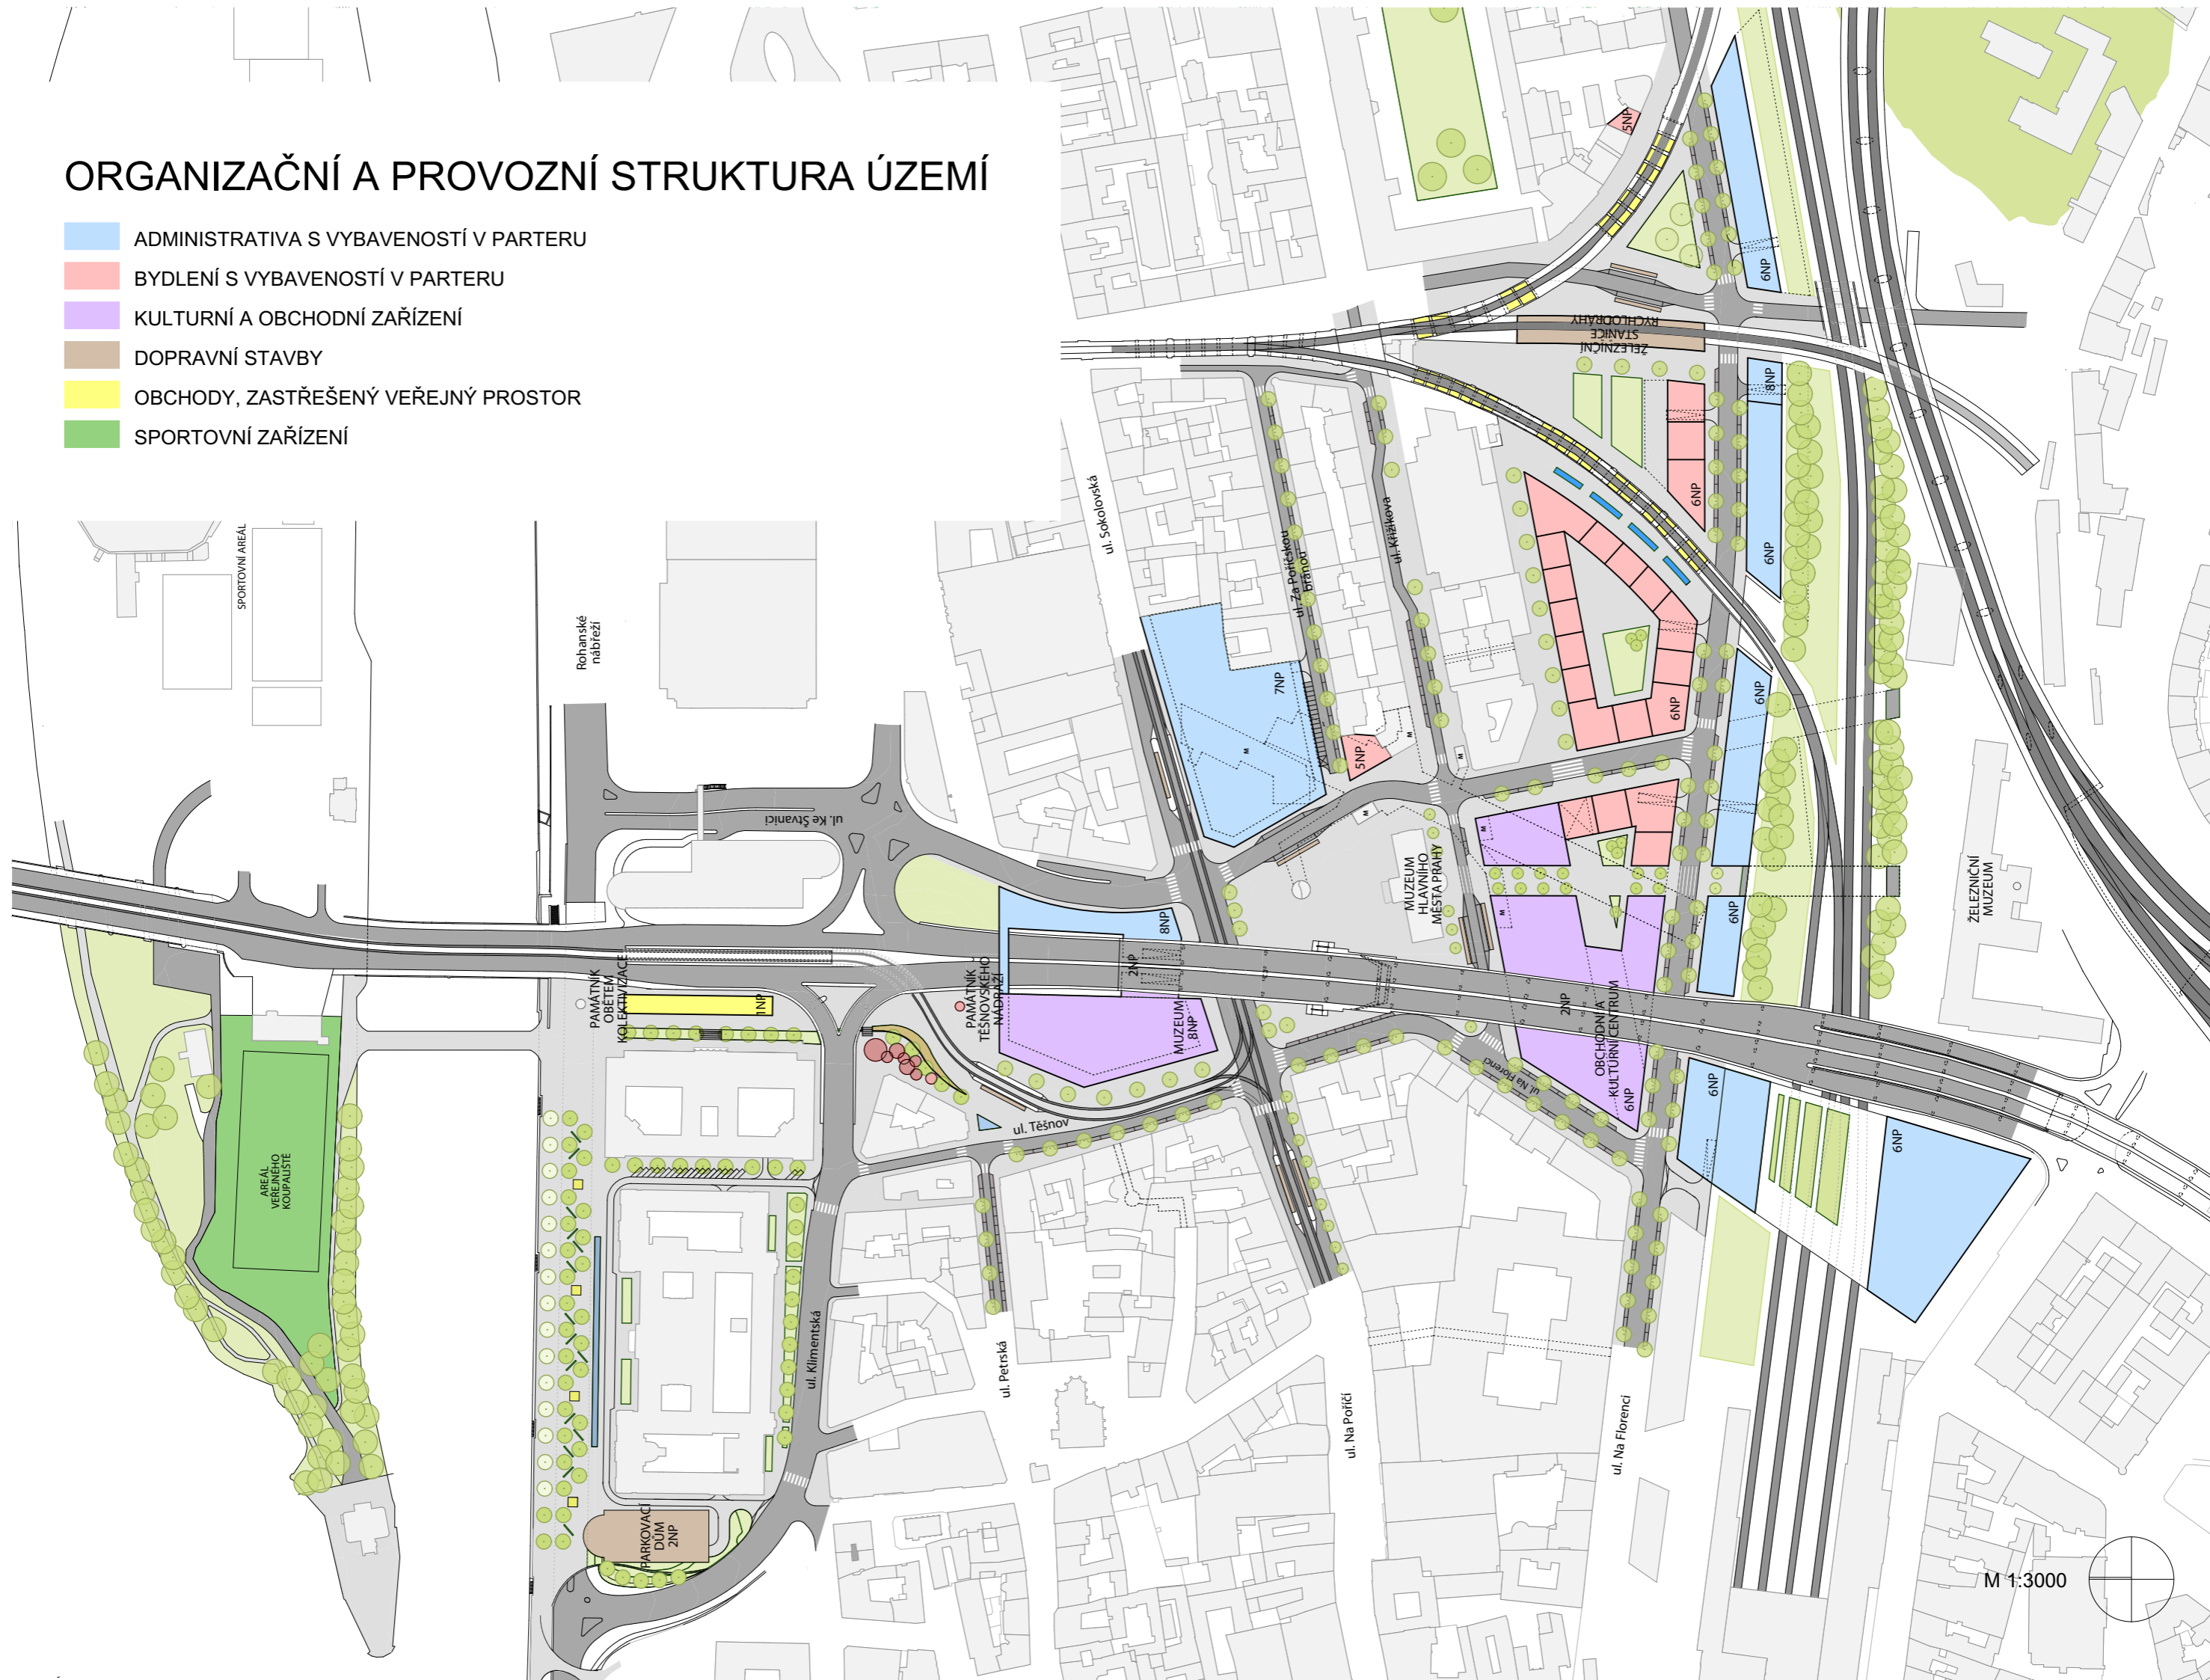 ORGANIZAČNÍ A PROVOZNÍ STRUKTURA ÚZEMÍ
ADMINISTRATIVA S VYBAVENOSTÍ V PARTERU
BYDLENÍ S VYBAVENOSTÍ V PARTERU
KULTURNÍ A OBCHODNÍ ZAŘÍZENÍ
DOPRAVNÍ STAVBY
OBCHODY, ZASTŘEŠENÝ VEŘEJNÝ PROSTOR
SPORTOVNÍ ZAŘÍZENÍ
5NP
6NP
ŽELEZNIČNÍ
STANICE
RYCHLODRÁHY
8NP
6NP
6NP
ul. Sokolovská
ul. Za Poříčskou
bránou
ul. Křižíkova
SPORTOVNÍ AREÁL
Rohanské
nábřeží
7NP
M
5NP
M
M
6NP
6NP
ul. Ke Štvanici
M
M
MUZEUM
HLAVNÍHO
MĚSTA PRAHY
M
6NP
ŽELEZNIČNÍ
MUZEUM
8NP
2NP
PAMÁTNÍK
OBĚTEM
KOLEKTIVIZACE
1NP
PAMÁTNÍK
TĚŠNOVSKÉHO
NÁDRAŽÍ
MUZEUM
8NP
2NP
OBCHODNÍ A
KULTURNÍ CENTRUM
6NP
ul. Na Florenci
6NP
6NP
ul. Těšnov
AREÁL
VEŘEJNÉHO
KOUPALIŠTĚ
ul. Klimentská
ul. Petrská
ul. Na Poříčí
ul. Na Florenci
PARKOVACÍ
DŮM
2NP
M 1:3000